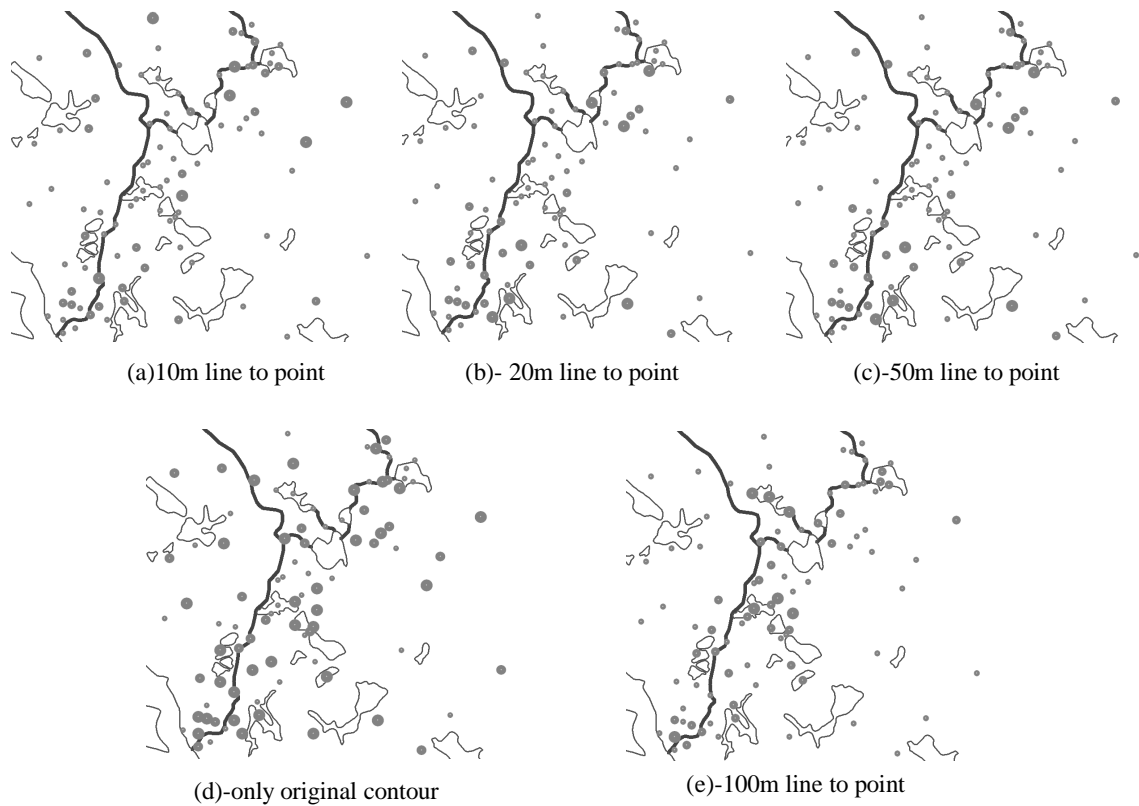 (a)10m line to point
(b)- 20m line to point
(c)-50m line to point
(d)-only original contour
(e)-100m line to point